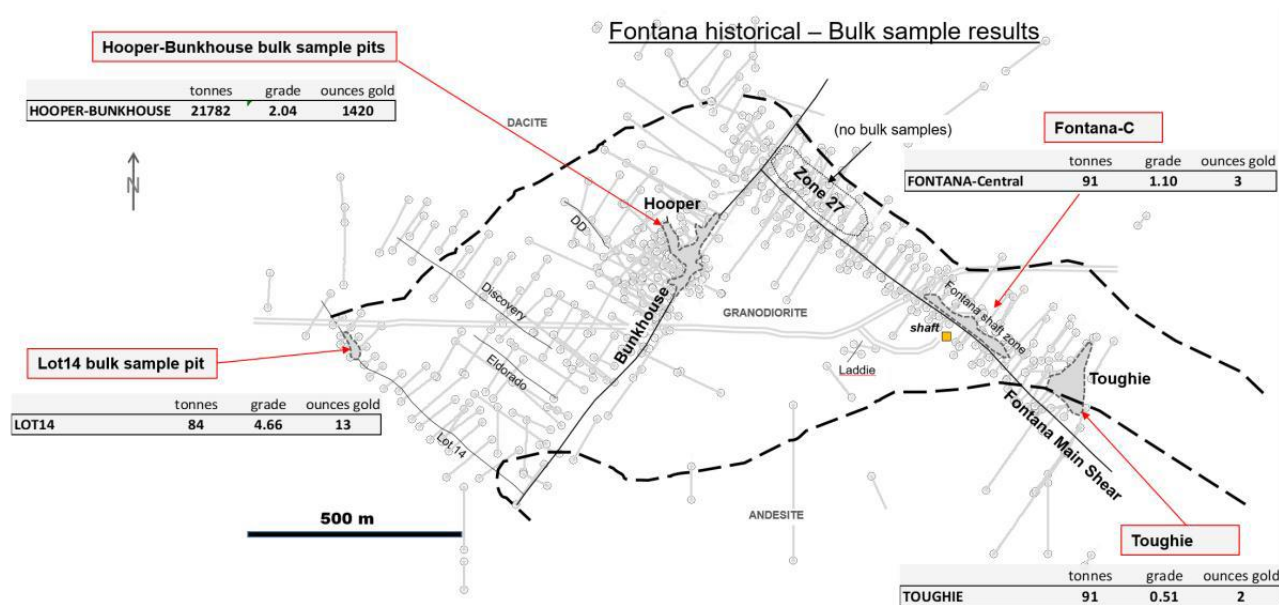 Fontana historical – Bulk sample results
Hooper-Bunkhouse bulk sample pits
tonnes grade ounces gold
HOOPER-BUNKHOUSE 21782 2.04 1420
DACITE
N
(no bulk samples)
Fontana-C
tonnes grade ounces gold
FONTANA-Central 91 1.10 3
Zone 27
Hooper
DD
Discovery
Bunkhouse
GRANODIORITE
Fontana shaft zone
shaft
Eldorado
Laddie
Toughie
Lot14 bulk sample pit
tonnes grade ounces gold
LOT14 84 4.66 13
Lot 14
Fontana Main Shear
500 m
ANDESITE
Toughie
tonnes grade ounces gold
TOUGHIE 91 0.51 2